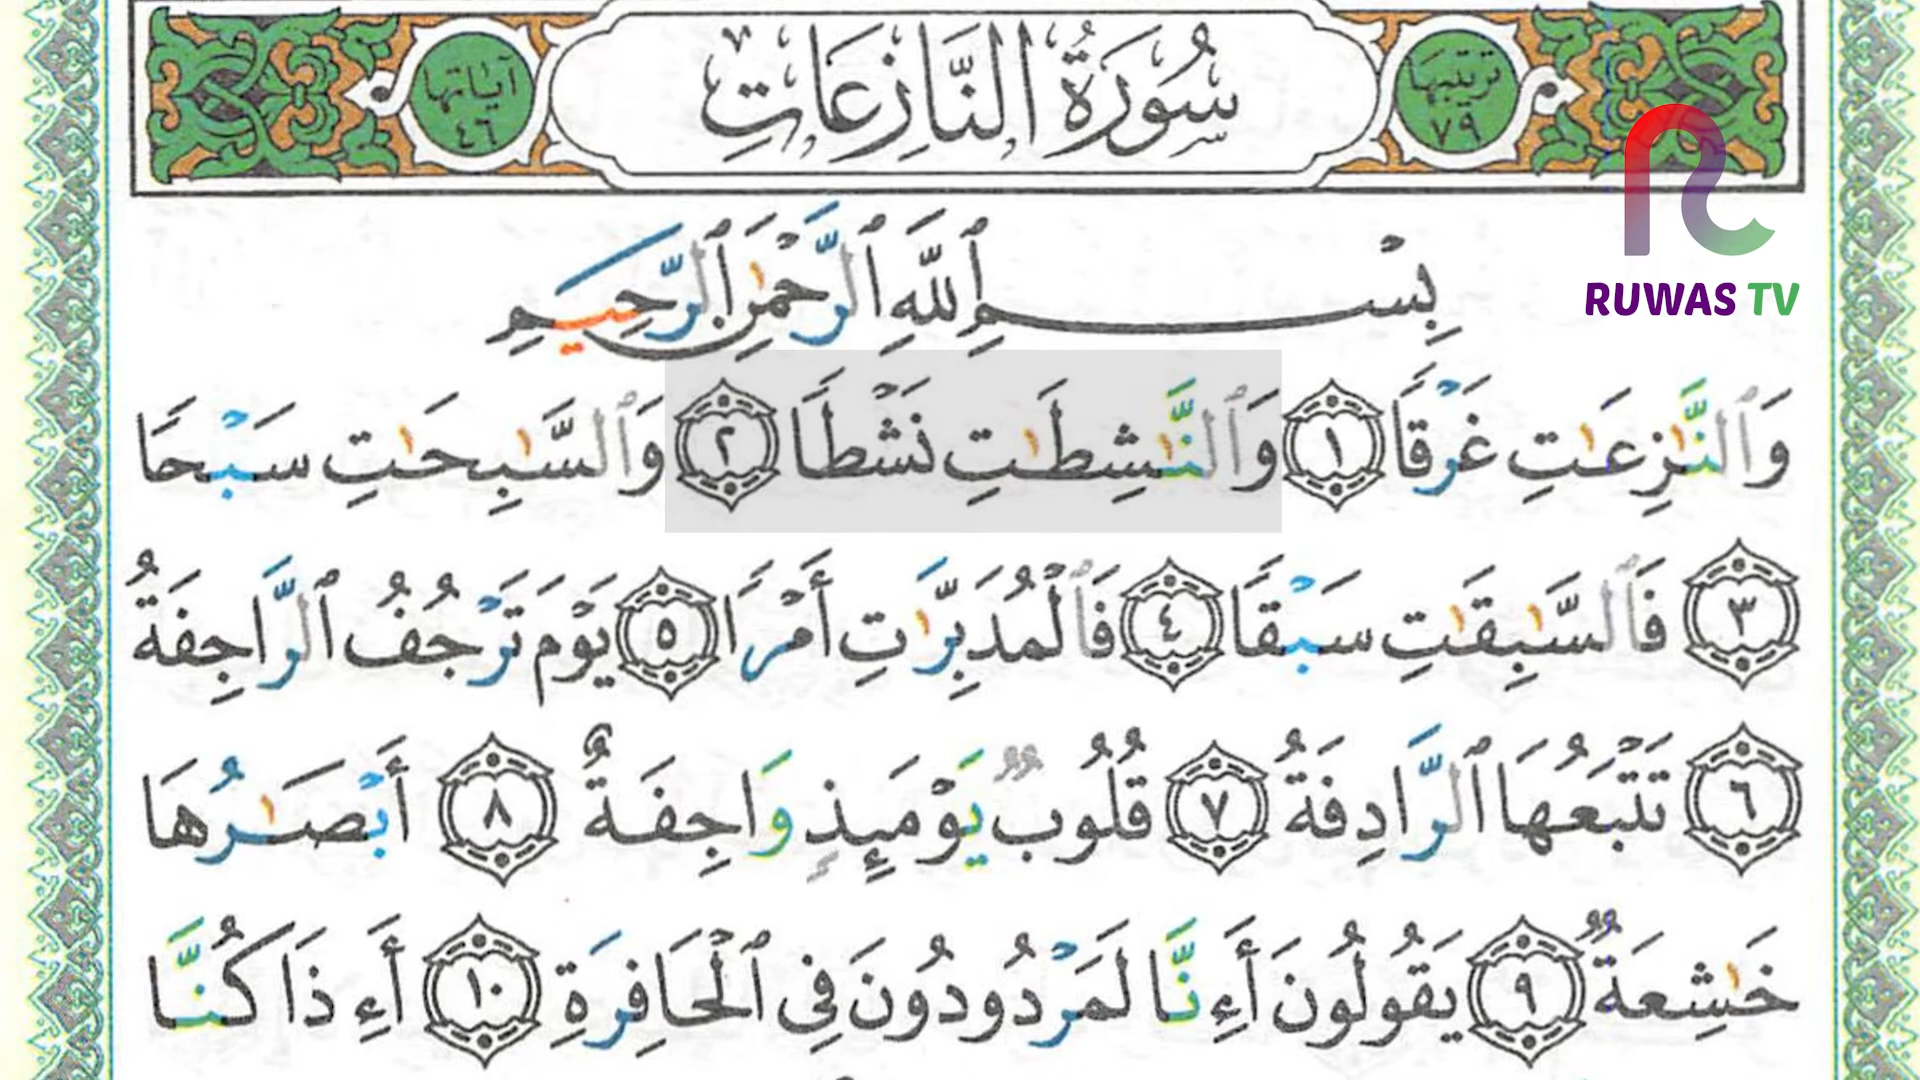 ترتيبها ٧٩ سُورَةُ النَّازِعَاتِ آيَاتها ٤٦
RUWAS TV
بِسْمِ ٱللَّهِ ٱلرَّحْمَٰنِ ٱلرَّحِيمِ
وَٱلنَّـٰزِعَـٰتِ غَرْقًا ١ وَٱلنَّـٰشِطَـٰتِ نَشْطًا ٢ وَٱلسَّـٰبِحَـٰتِ سَبْحًا
٣ فَٱلسَّـٰبِقَـٰتِ سَبْقًا ٤ فَٱلْمُدَبِّرَٰتِ أَمْرًا ٥ يَوْمَ تَرْجُفُ ٱلرَّاجِفَةُ
٦ تَتْبَعُهَا ٱلرَّادِفَةُ ٧ قُلُوبٌ يَوْمَئِذٍ وَاجِفَةٌ ٨ أَبْصَـٰرُهَا
خَـٰشِعَةٌ ٩ يَقُولُونَ أَءِنَّا لَمَرْدُودُونَ فِى ٱلْحَافِرَةِ ١٠ أَءِذَا كُنَّا